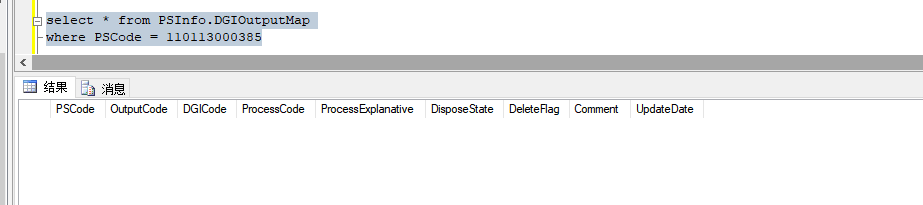 select * from PSInfo.DGIOutputMap
where PSCode = 110113000385
结果 消息
PSCode OutputCode DGICode ProcessCode ProcessExplanative DisposeState DeleteFlag Comment UpdateDate